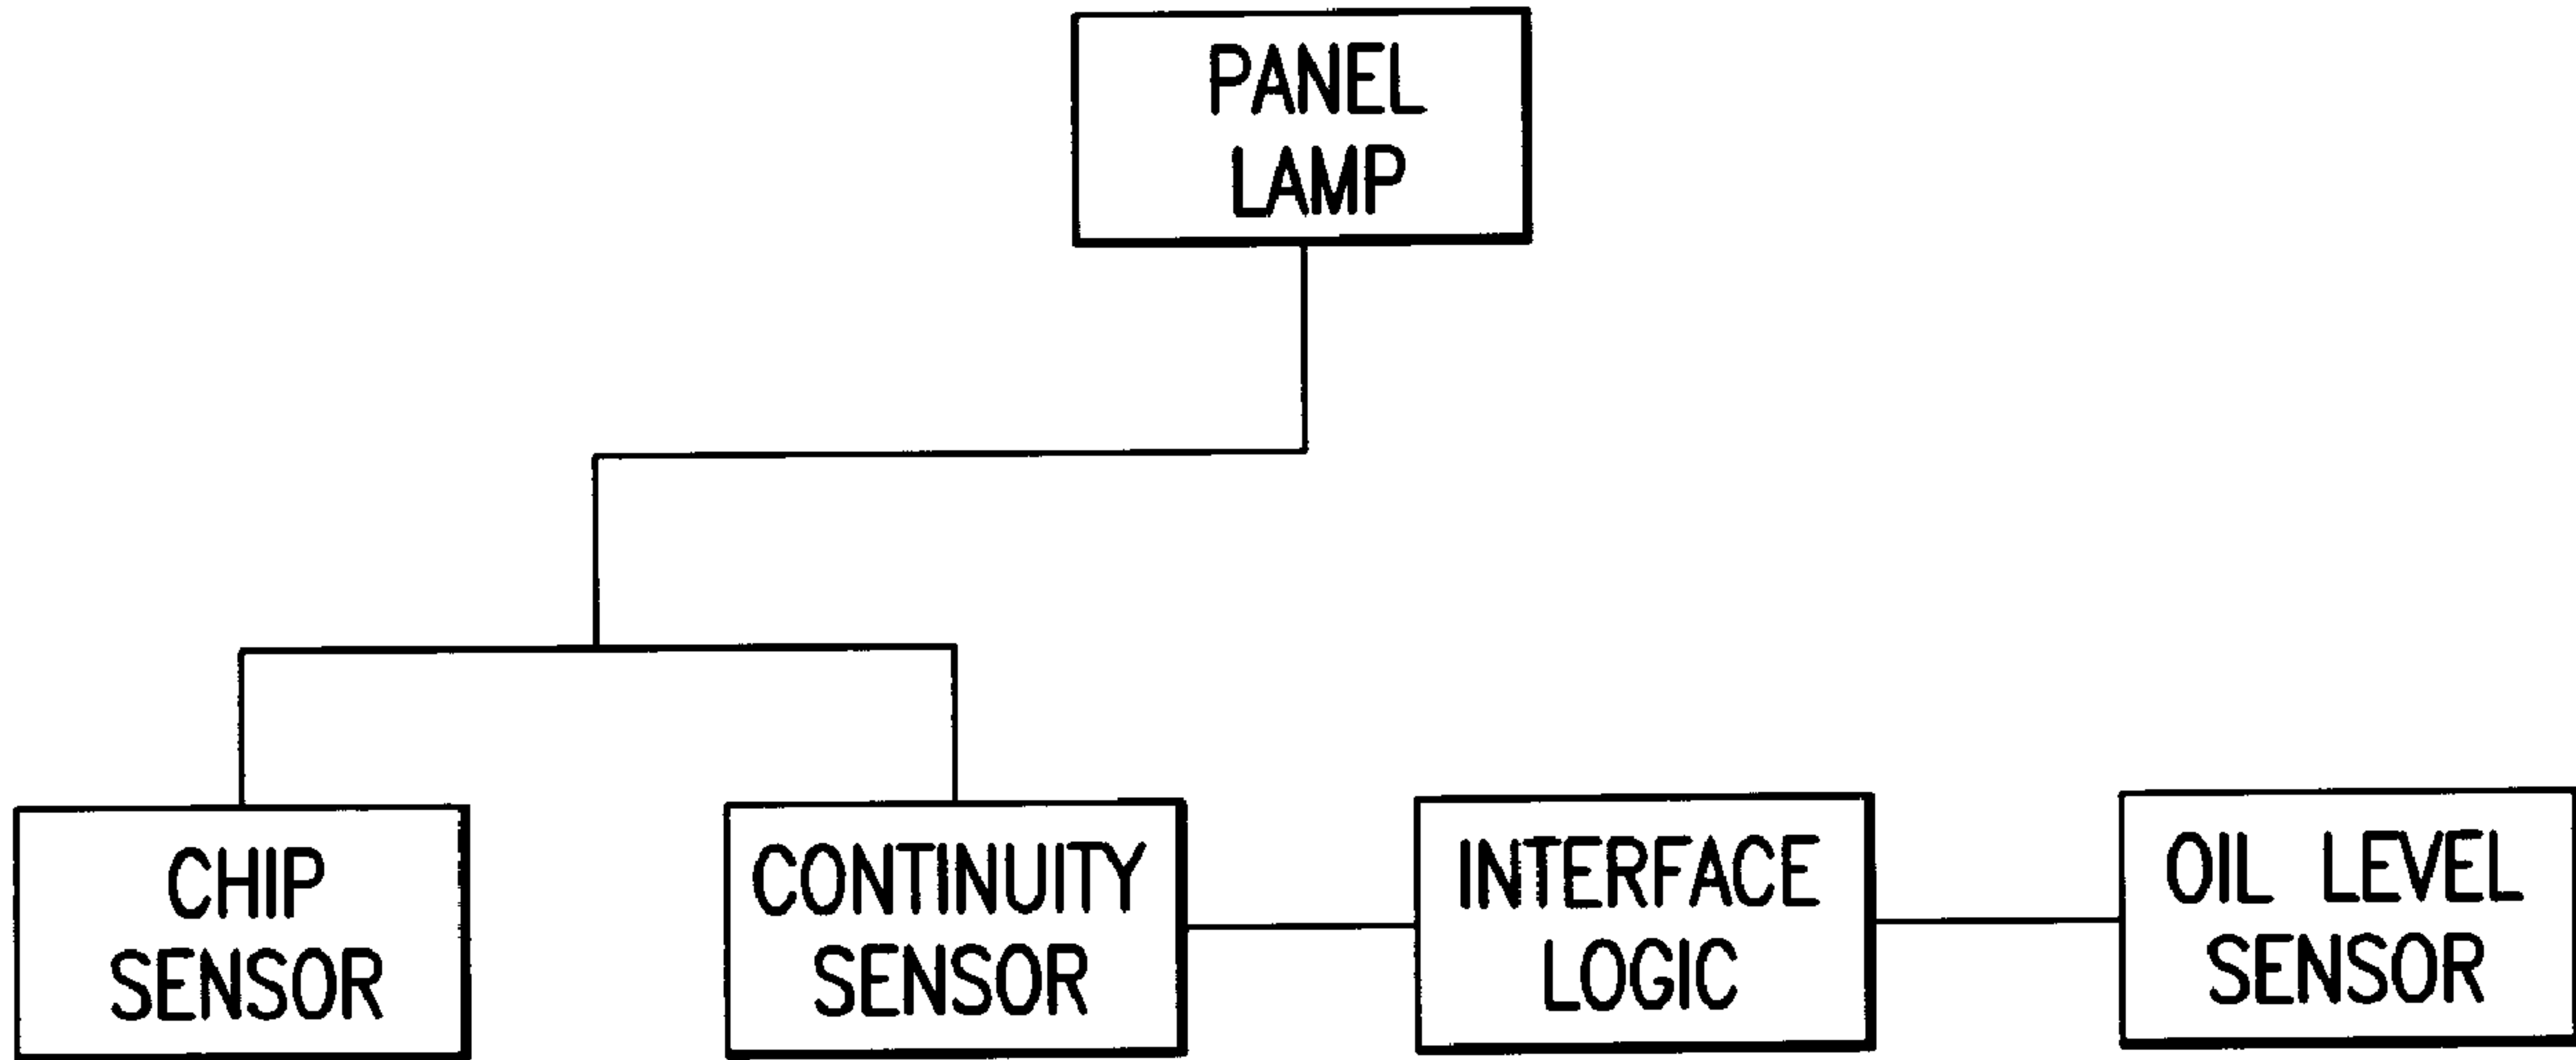 PANEL
LAMP
CHIP
SENSOR
CONTINUITY
SENSOR
INTERFACE
LOGIC
OIL LEVEL
SENSOR